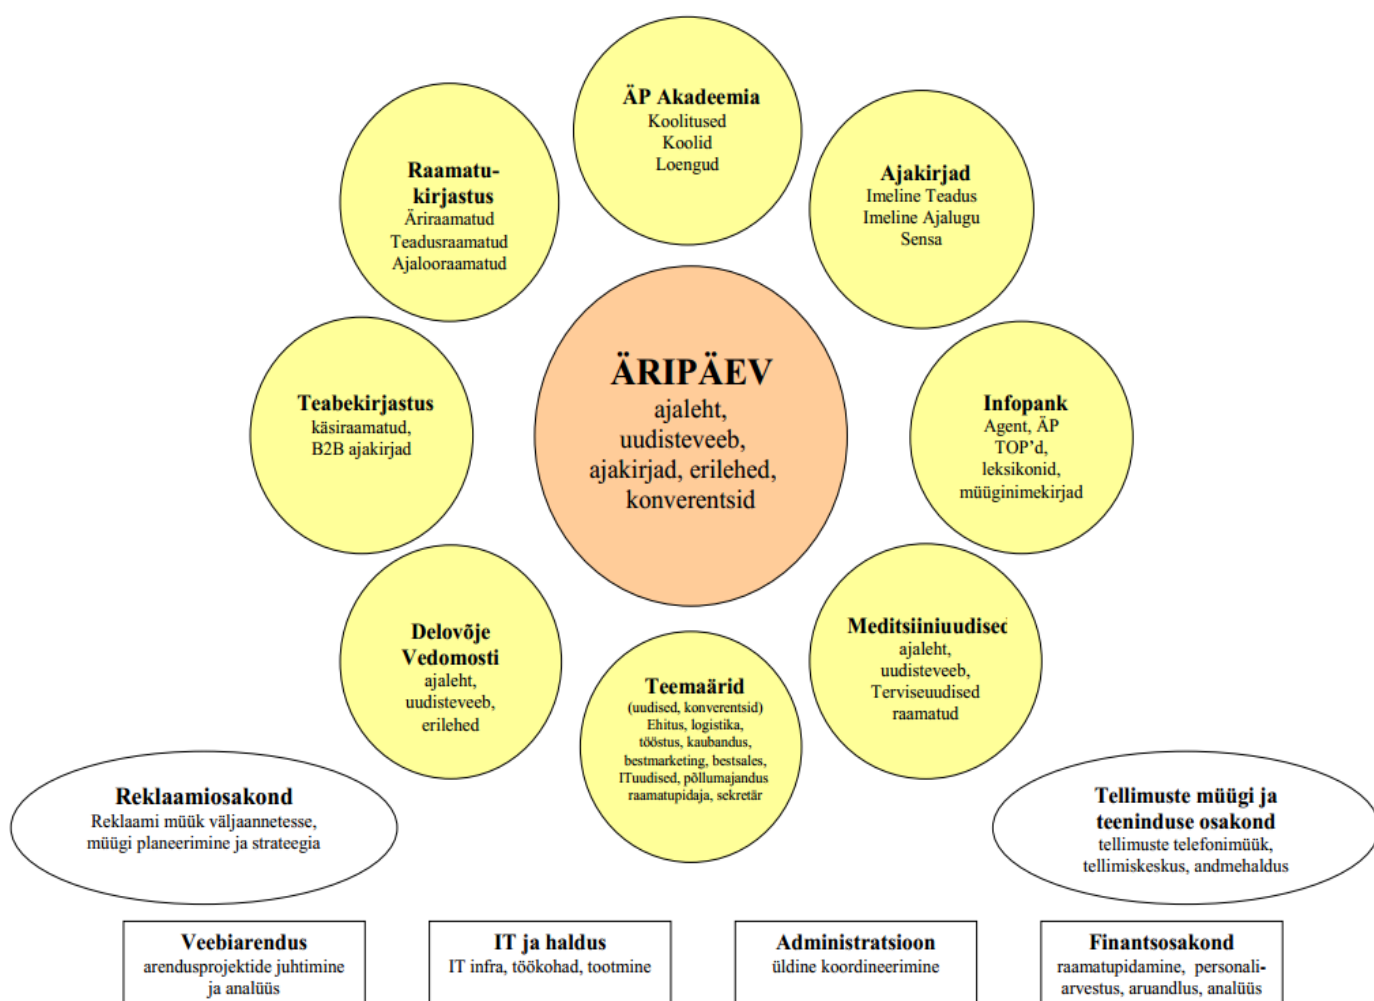 ÄP Akadeemia
Koolitused
Koolid
Loengud
Raamatu-
kirjastus
Äriraamatud
Teadusraamatud
Ajalooraamatud
Ajakirjad
Imeline Teadus
Imeline Ajalugu
Sensa
ÄRIPÄEV
ajaleht,
uudisteveeb,
ajakirjad, erilehed,
konverentsid
Teabekirjastus
käsiraamatud,
B2B ajakirjad
Infopank
Agent, ÄP
TOP’d,
leksikonid,
müüginimekirjad
Delovõje
Vedomosti
ajaleht,
uudisteveeb,
erilehed
Teemaärid
(uudised, konverentsid)
Ehitus, logistika,
tööstus, kaubandus,
bestmarketing, bestsales,
ITuudised, põllumajandus
raamatupidaja, sekretär
Meditsiiniuudised
ajaleht,
uudisteveeb,
Terviseuudised
raamatud
Reklaamiosakond
Reklaami müük väljaannetesse,
müügi planeerimine ja strateegia
Tellimuste müügi ja
teeninduse osakond
tellimuste telefonimüük,
tellimiskeskus, andmehaldus
Veebiarendus
arendusprojektide juhtimine
ja analüüs
IT ja haldus
IT infra, töökohad, tootmine
Administratsioon
üldine koordineerimine
Finantsosakond
raamatupidamine, personali-
arvestus, aruandlus, analüüs